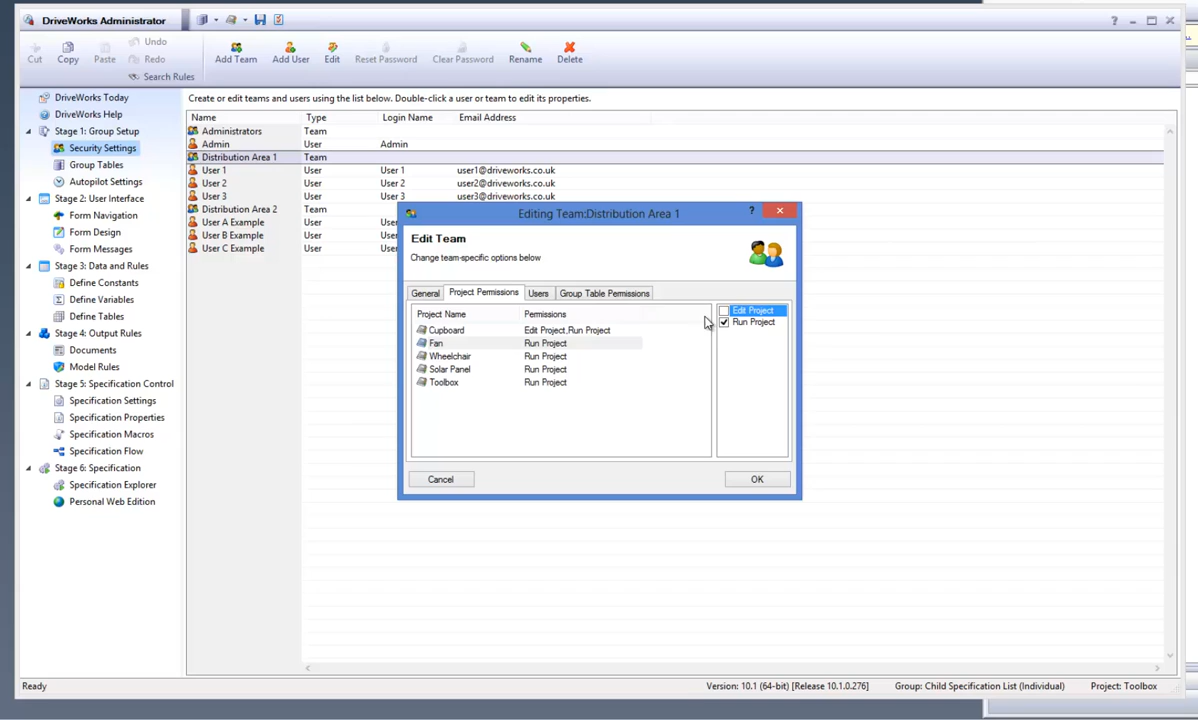 DriveWorks Administrator
Undo
Redo
Search Rules
Cut
Copy
Paste
Add Team
Add User
Edit
Reset Password
Clear Password
Rename
Delete
DriveWorks Today
DriveWorks Help
Stage 1: Group Setup
Security Settings
Group Tables
Autopilot Settings
Stage 2: User Interface
Form Navigation
Form Design
Form Messages
Stage 3: Data and Rules
Define Constants
Define Variables
Define Tables
Stage 4: Output Rules
Documents
Model Rules
Stage 5: Specification Control
Specification Settings
Specification Properties
Specification Macros
Specification Flow
Stage 6: Specification
Specification Explorer
Personal Web Edition
Create or edit teams and users using the list below. Double-click a user or team to edit its properties.
Name Type Login Name Email Address
Administrators Team
Admin User Admin
Distribution Area 1 Team
User 1 User User 1 user1@driveworks.co.uk
User 2 User User 2 user2@driveworks.co.uk
User 3 User User 3 user3@driveworks.co.uk
Distribution Area 2 Team
User A Example User Use
User B Example User Use
User C Example User Use
Editing Team:Distribution Area 1
?
Edit Team
Change team-specific options below
General Project Permissions Users Group Table Permissions
Project Name Permissions
Cupboard Edit Project,Run Project
Fan Run Project
Wheelchair Run Project
Solar Panel Run Project
Toolbox Run Project
Edit Project
Run Project
Cancel OK
Ready Version: 10.1 (64-bit) [Release 10.1.0.276] Group: Child Specification List (Individual) Project: Toolbox